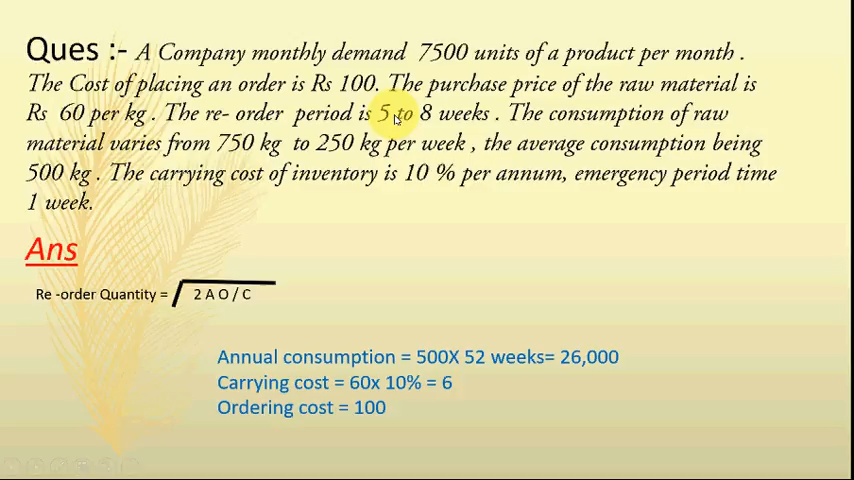 Ques :- A Company monthly demand 7500 units of a product per month .
The Cost of placing an order is Rs 100. The purchase price of the raw material is
Rs 60 per kg . The re- order period is 5 to 8 weeks . The consumption of raw
material varies from 750 kg to 250 kg per week , the average consumption being
500 kg . The carrying cost of inventory is 10 % per annum, emergency period time
1 week.
Ans
Re -order Quantity = √ 2 A O / C
Annual consumption = 500X 52 weeks= 26,000
Carrying cost = 60x 10% = 6
Ordering cost = 100